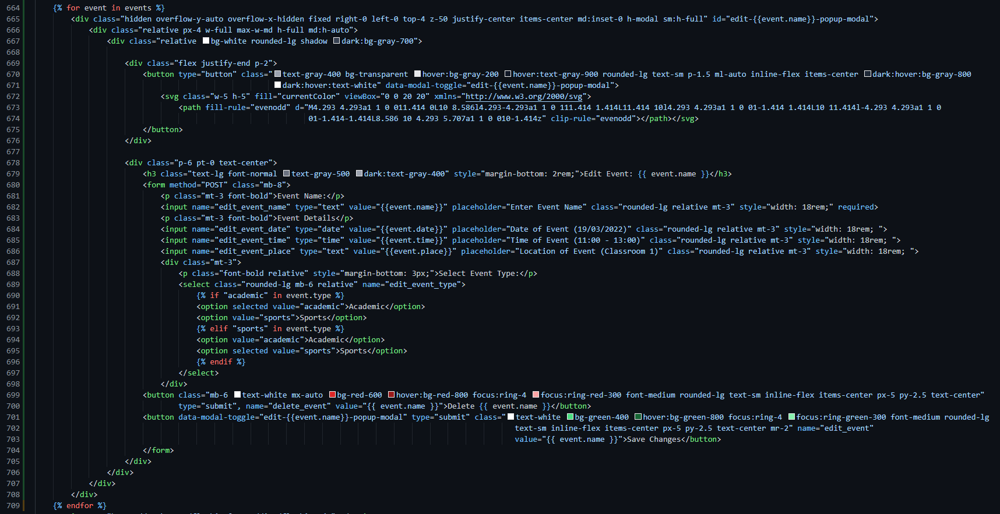 664 {% for event in events %}
665 <div class="hidden overflow-y-auto overflow-x-hidden fixed right-0 left-0 top-4 z-50 justify-center items-center md:inset-0 h-modal sm:h-full" id="edit-{{event.name}}-popup-modal">
666 <div class="relative px-4 w-full max-w-md h-full md:h-auto">
667 <div class="relative bg-white rounded-lg shadow dark:bg-gray-700">
668
669 <div class="flex justify-end p-2">
670 <button type="button" class="text-gray-400 bg-transparent hover:bg-gray-200 hover:text-gray-900 rounded-lg text-sm p-1.5 ml-auto inline-flex items-center dark:hover:bg-gray-800
671 dark:hover:text-white" data-modal-toggle="edit-{{event.name}}-popup-modal">
672 <svg class="w-5 h-5" fill="currentColor" viewBox="0 0 20 20" xmlns="http://www.w3.org/2000/svg">
673 <path fill-rule="evenodd" d="M4.293 4.293a1 1 0 011.414 0L10 8.586l4.293-4.293a1 1 0 111.414 1.414L11.414 10l4.293 4.293a1 1 0 01-1.414 1.414L10 11.414l-4.293 4.293a1 1 0
674 01-1.414-1.414L8.586 10 4.293 5.707a1 1 0 010-1.414z" clip-rule="evenodd"></path></svg>
675 </button>
676 </div>
677
678 <div class="p-6 pt-0 text-center">
679 <h3 class="text-lg font-normal text-gray-500 dark:text-gray-400" style="margin-bottom: 2rem;">Edit Event: {{ event.name }}</h3>
680 <form method="POST" class="mb-8">
681 <p class="mt-3 font-bold">Event Name:</p>
682 <input name="edit_event_name" type="text" value="{{event.name}}" placeholder="Enter Event Name" class="rounded-lg relative mt-3" style="width: 18rem;" required>
683 <p class="mt-3 font-bold">Event Details</p>
684 <input name="edit_event_date" type="date" value="{{event.date}}" placeholder="Date of Event (19/03/2022)" class="rounded-lg relative mt-3" style="width: 18rem; ">
685 <input name="edit_event_time" type="time" value="{{event.time}}" placeholder="Time of Event (11:00 - 13:00)" class="rounded-lg relative mt-3" style="width: 18rem; ">
686 <input name="edit_event_place" type="text" value="{{event.place}}" placeholder="Location of Event (Classroom 1)" class="rounded-lg relative mt-3" style="width: 18rem; ">
687 <div class="mt-3">
688 <p class="font-bold relative" style="margin-bottom: 3px;">Select Event Type:</p>
689 <select class="rounded-lg mb-6 relative" name="edit_event_type">
690 {% if "academic" in event.type %}
691 <option selected value="academic">Academic</option>
692 <option value="sports">Sports</option>
693 {% elif "sports" in event.type %}
694 <option value="academic">Academic</option>
695 <option selected value="sports">Sports</option>
696 {% endif %}
697 </select>
698 </div>
699 <button class="mb-6 text-white mx-auto bg-red-600 hover:bg-red-800 focus:ring-4 focus:ring-red-300 font-medium rounded-lg text-sm inline-flex items-center px-5 py-2.5 text-center"
700 type="submit", name="delete_event" value="{{ event.name }}">Delete {{ event.name }}</button>
701 <button data-modal-toggle="edit-{{event.name}}-popup-modal" type="submit" class="text-white bg-green-400 hover:bg-green-800 focus:ring-4 focus:ring-green-300 font-medium rounded-lg
702 text-sm inline-flex items-center px-5 py-2.5 text-center mr-2" name="edit_event"
703 value="{{ event.name }}">Save Changes</button>
704 </form>
705 </div>
706 </div>
707 </div>
708 </div>
709 {% endfor %}